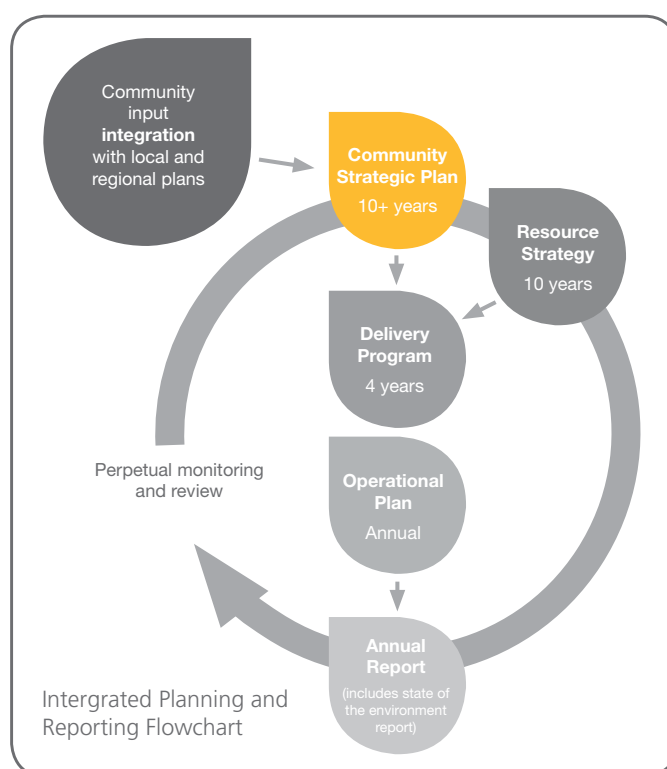 Community
input
integration
with local and
regional plans
Community
Strategic Plan
10+ years
Resource
Strategy
10 years
Delivery
Program
4 years
Perpetual monitoring
and review
Operational
Plan
Annual
Annual
Report
(includes state of
the environment
report)
Intergrated Planning and
Reporting Flowchart